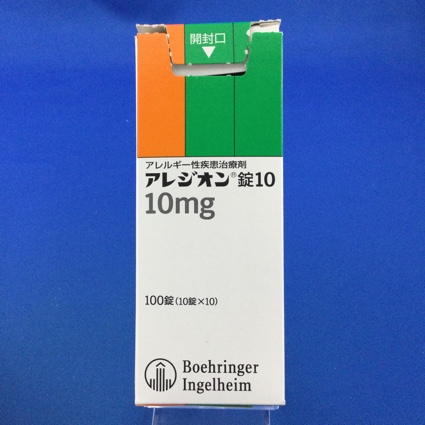 開封口
アレルギー性疾患治療剤
アレジオン®錠10
10mg
100錠(10錠×10)
Boehringer
Ingelheim